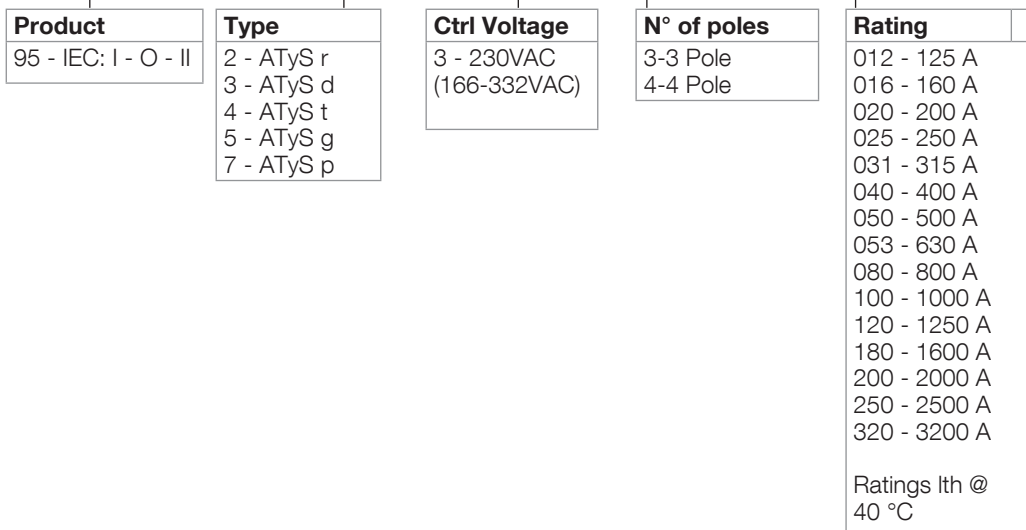 Product
95 - IEC: I - O - II
Type
2 - ATyS r
3 - ATyS d
4 - ATyS t
5 - ATyS g
7 - ATyS p
Ctrl Voltage
3 - 230VAC
(166-332VAC)
N° of poles
3-3 Pole
4-4 Pole
Rating
012 - 125 A
016 - 160 A
020 - 200 A
025 - 250 A
031 - 315 A
040 - 400 A
050 - 500 A
053 - 630 A
080 - 800 A
100 - 1000 A
120 - 1250 A
180 - 1600 A
200 - 2000 A
250 - 2500 A
320 - 3200 A
Ratings Ith @
40 °C